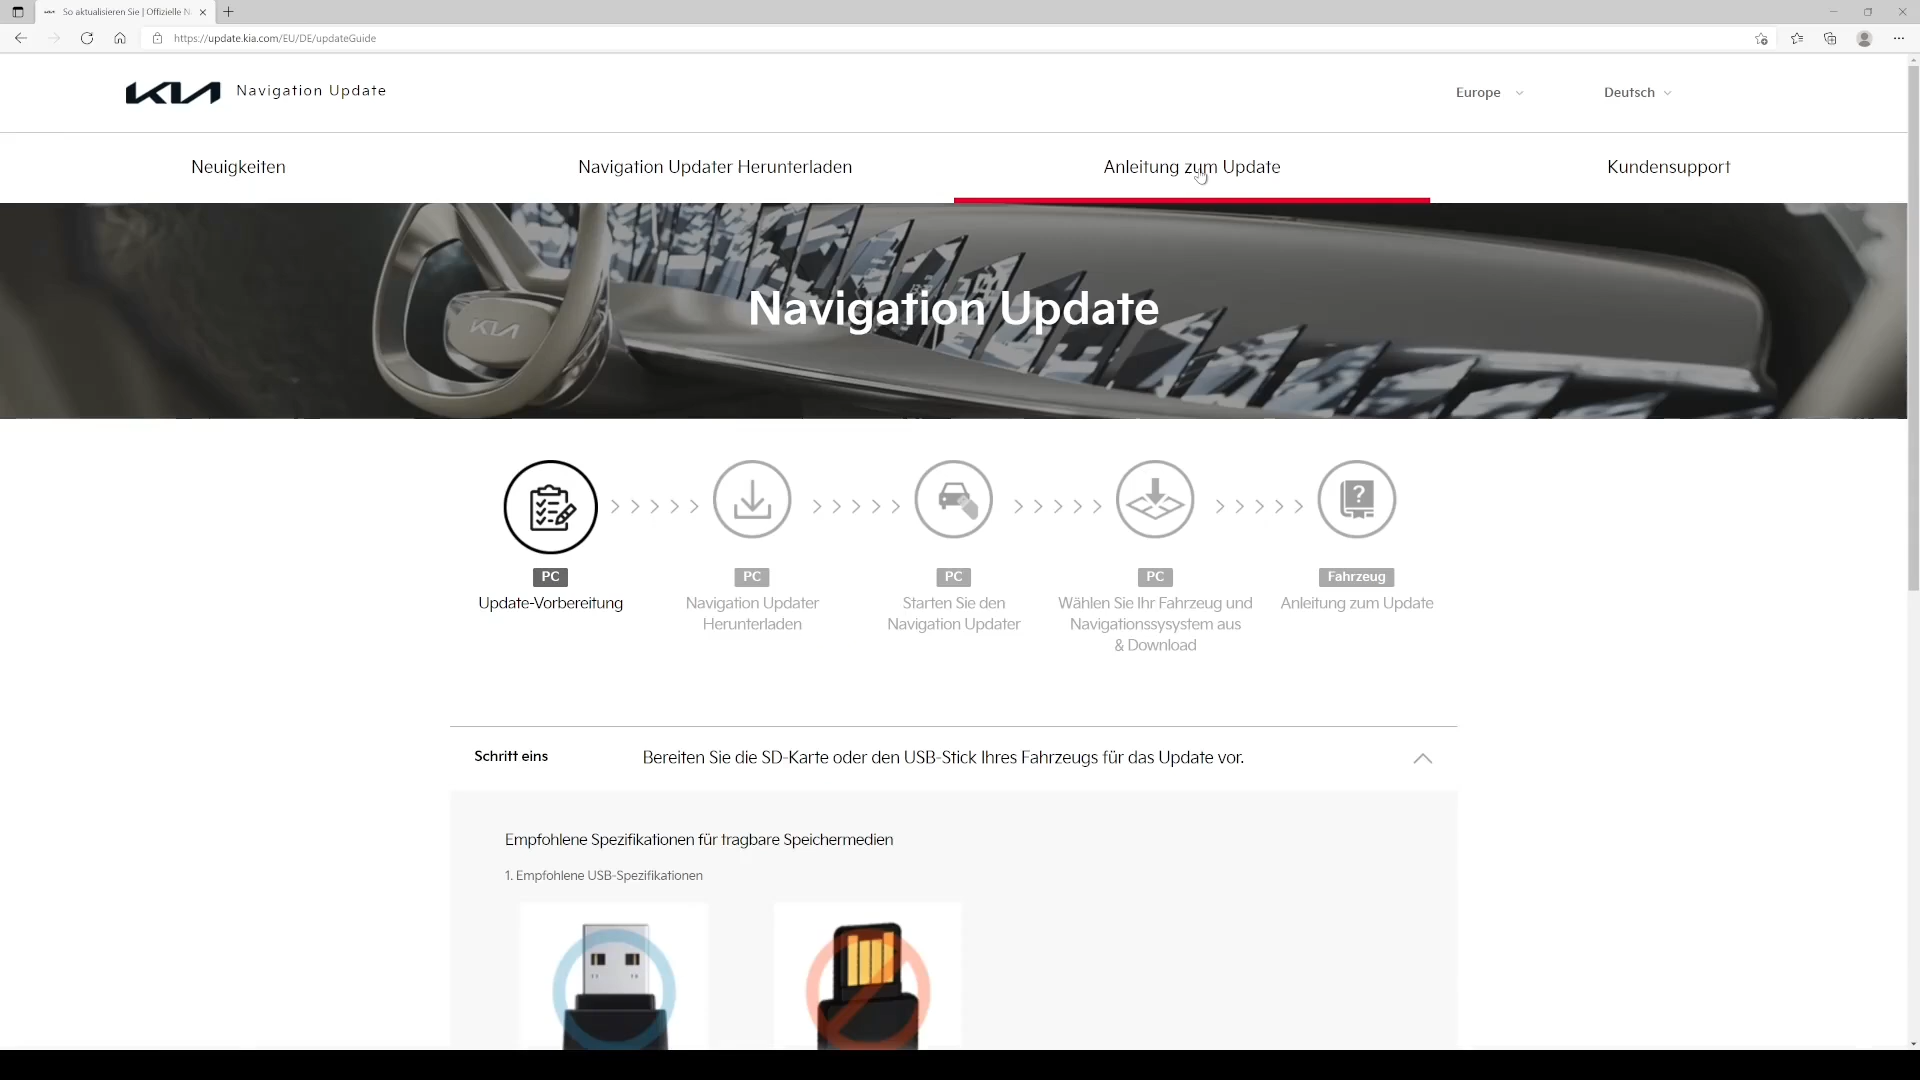 So aktualisieren Sie | Offizielle N
https://update.kia.com/EU/DE/updateGuide
KIA Navigation Update
Europe
Deutsch
Neuigkeiten
Navigation Updater Herunterladen
Anleitung zum Update
Kundensupport
KIA
Navigation Update
PC
Update-Vorbereitung
PC
Navigation Updater
Herunterladen
PC
Starten Sie den
Navigation Updater
PC
Wählen Sie Ihr Fahrzeug und
Navigationssysystem aus
& Download
?
Fahrzeug
Anleitung zum Update
Schritt eins
Bereiten Sie die SD-Karte oder den USB-Stick Ihres Fahrzeugs für das Update vor.
Empfohlene Spezifikationen für tragbare Speichermedien
1. Empfohlene USB-Spezifikationen